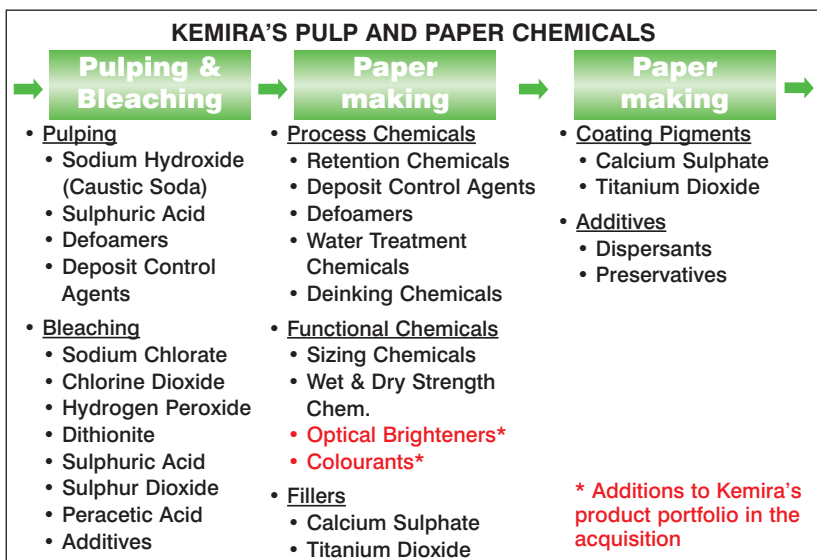 KEMIRA'S PULP AND PAPER CHEMICALS
Pulping &
Bleaching
• Pulping
• Sodium Hydroxide
(Caustic Soda)
• Sulphuric Acid
• Defoamers
• Deposit Control
Agents
• Bleaching
• Sodium Chlorate
• Chlorine Dioxide
• Hydrogen Peroxide
• Dithionite
• Sulphuric Acid
• Sulphur Dioxide
• Peracetic Acid
• Additives
Paper
making
• Process Chemicals
• Retention Chemicals
• Deposit Control Agents
• Defoamers
• Water Treatment
Chemicals
• Deinking Chemicals
• Functional Chemicals
• Sizing Chemicals
• Wet & Dry Strength
Chem.
• Optical Brighteners*
• Colourants*
• Fillers
• Calcium Sulphate
• Titanium Dioxide
Paper
making
• Coating Pigments
• Calcium Sulphate
• Titanium Dioxide
• Additives
• Dispersants
• Preservatives
* Additions to Kemira's
product portfolio in the
acquisition